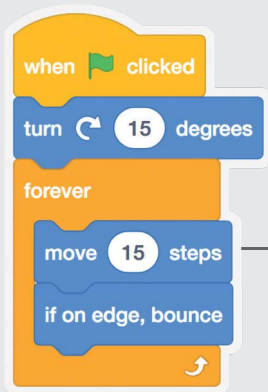 when clicked
turn 15 degrees
forever
move 15 steps
if on edge, bounce